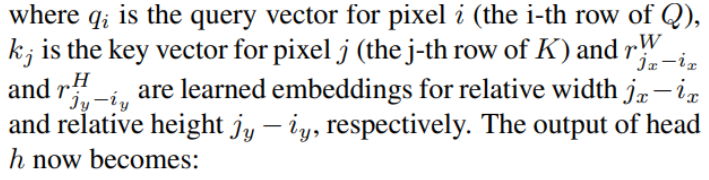 where $q_i$ is the query vector for pixel $i$ (the i-th row of $Q$),
$k_j$ is the key vector for pixel $j$ (the j-th row of $K$) and $r^W_{j_x-i_x}$
and $r^H_{j_y-i_y}$ are learned embeddings for relative width $j_x-i_x$
and relative height $j_y-i_y$, respectively. The output of head
$h$ now becomes: